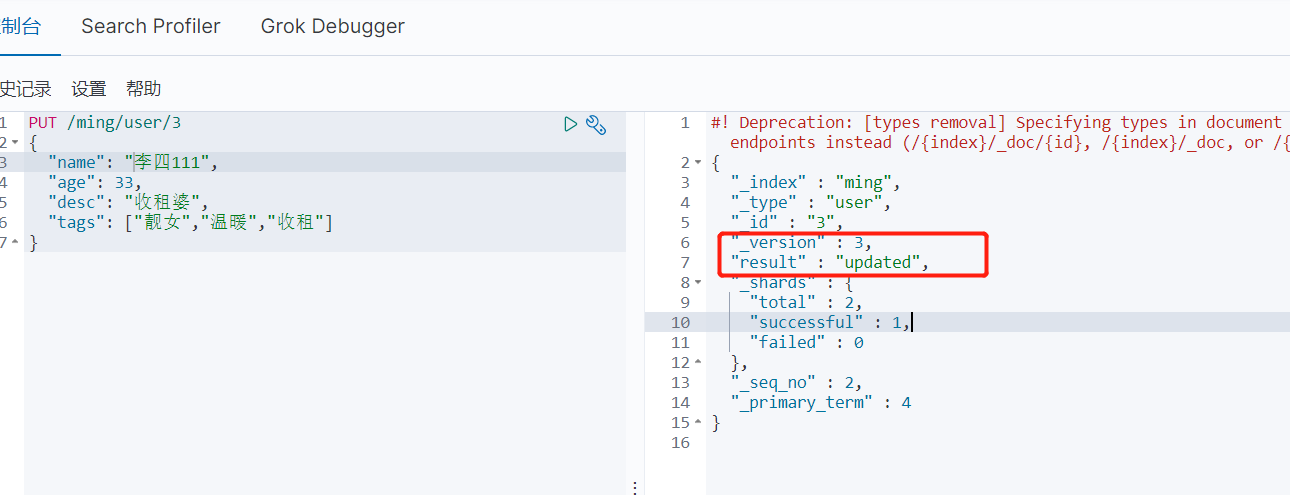 制台 Search Profiler Grok Debugger
史记录 设置 帮助
1 PUT /ming/user/3
2 {
3 "name": "李四111",
4 "age": 33,
5 "desc": "收租婆",
6 "tags": ["靓女","温暖","收租"]
7 }
1 #! Deprecation: [types removal] Specifying types in document
endpoints instead (/{index}/_doc/{id}, /{index}/_doc, or /{
2 {
3 "_index" : "ming",
4 "_type" : "user",
5 "_id" : "3",
6 "_version" : 3,
7 "result" : "updated",
8 "_shards" : {
9 "total" : 2,
10 "successful" : 1,
11 "failed" : 0
12 },
13 "_seq_no" : 2,
14 "_primary_term" : 4
15 }
16